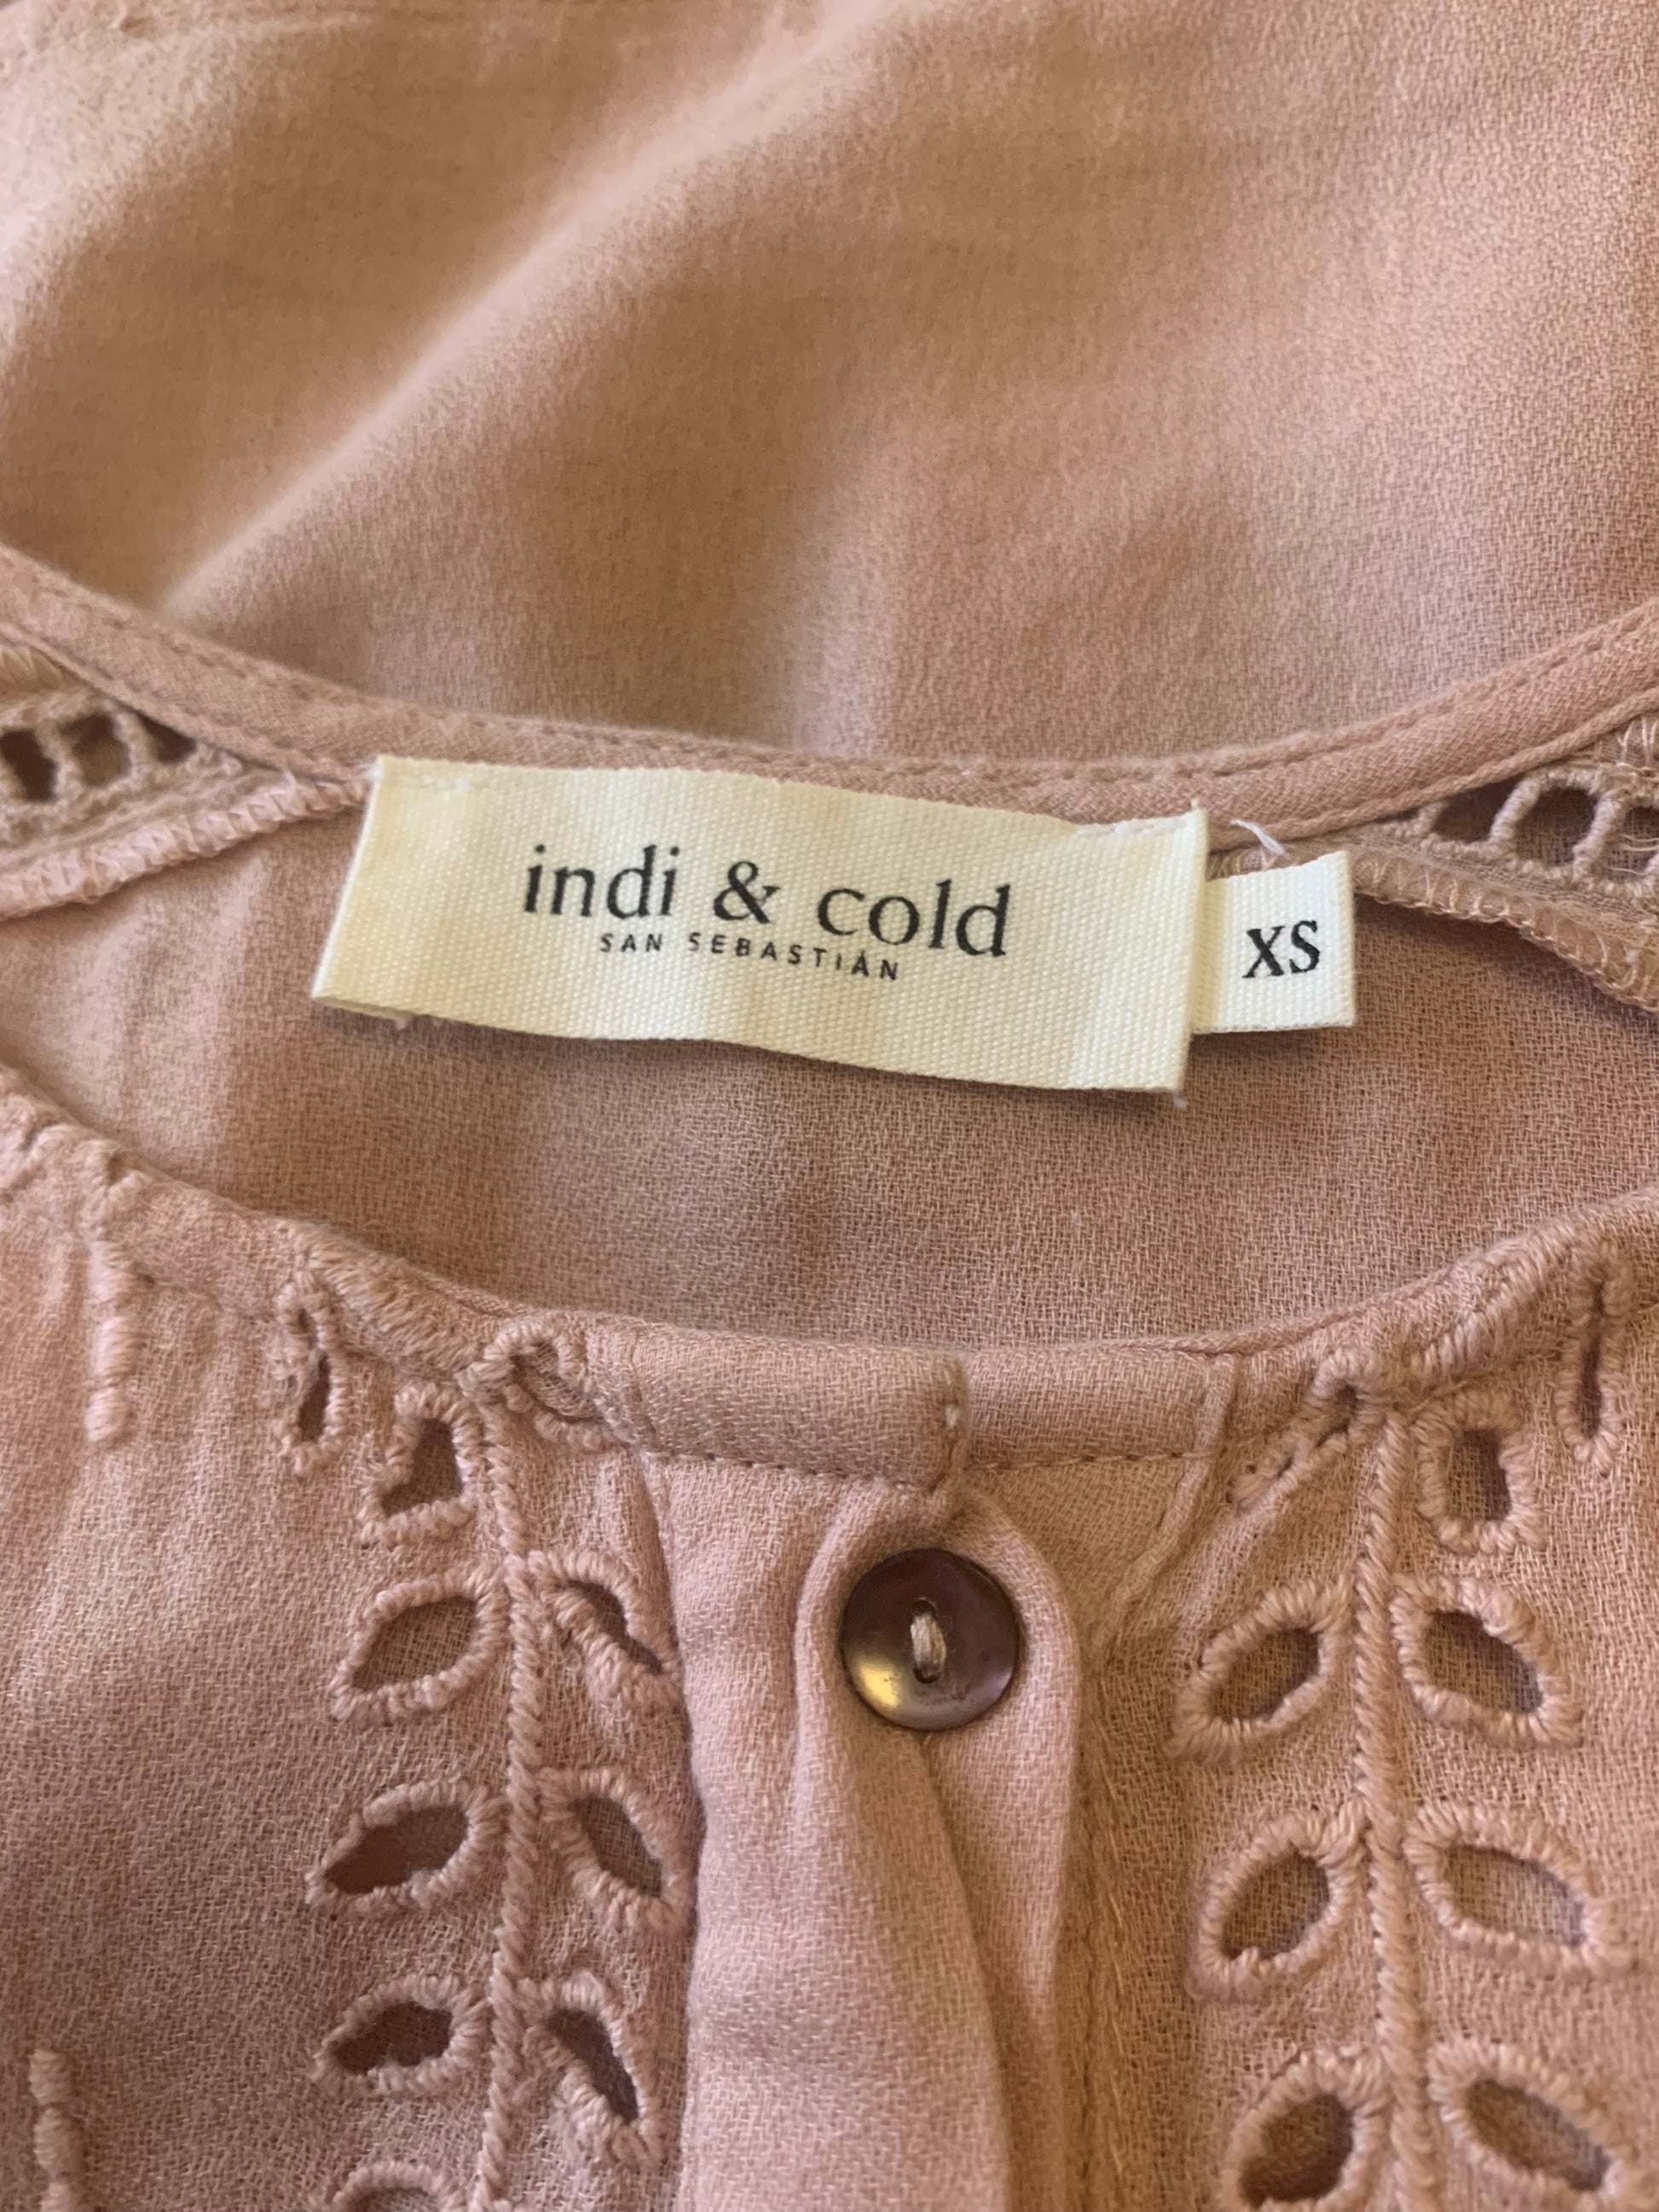 indi & cold
SAN SEBASTIÁN
XS